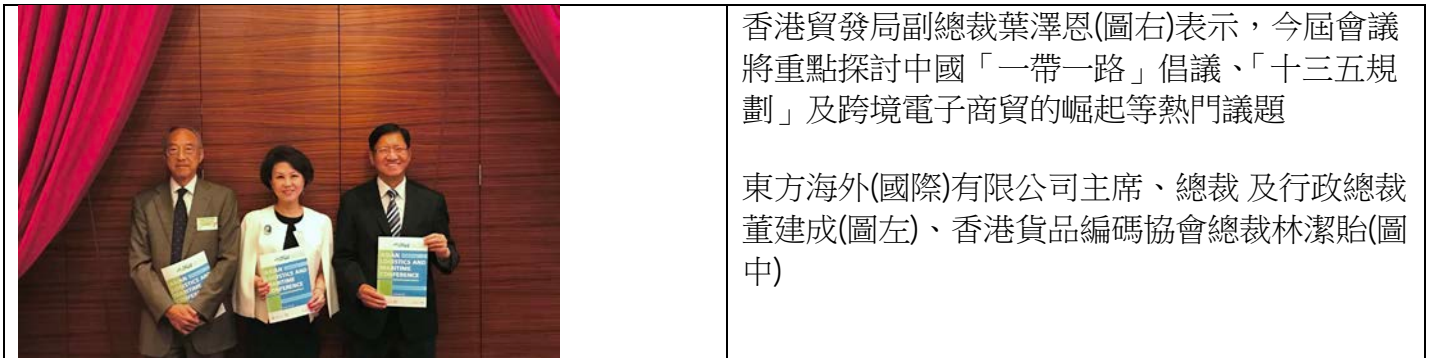 香港貿發局副總裁葉澤恩(圖右)表示，今屆會議
將重點探討中國「一帶一路」倡議、「十三五規
劃」及跨境電子商貿的崛起等熱門議題
東方海外(國際)有限公司主席、總裁 及行政總裁
董建成(圖左)、香港貨品編碼協會總裁林潔貽(圖
中)
ASIAN
LOGISTICS AND
MARITIME
CONFERENCE